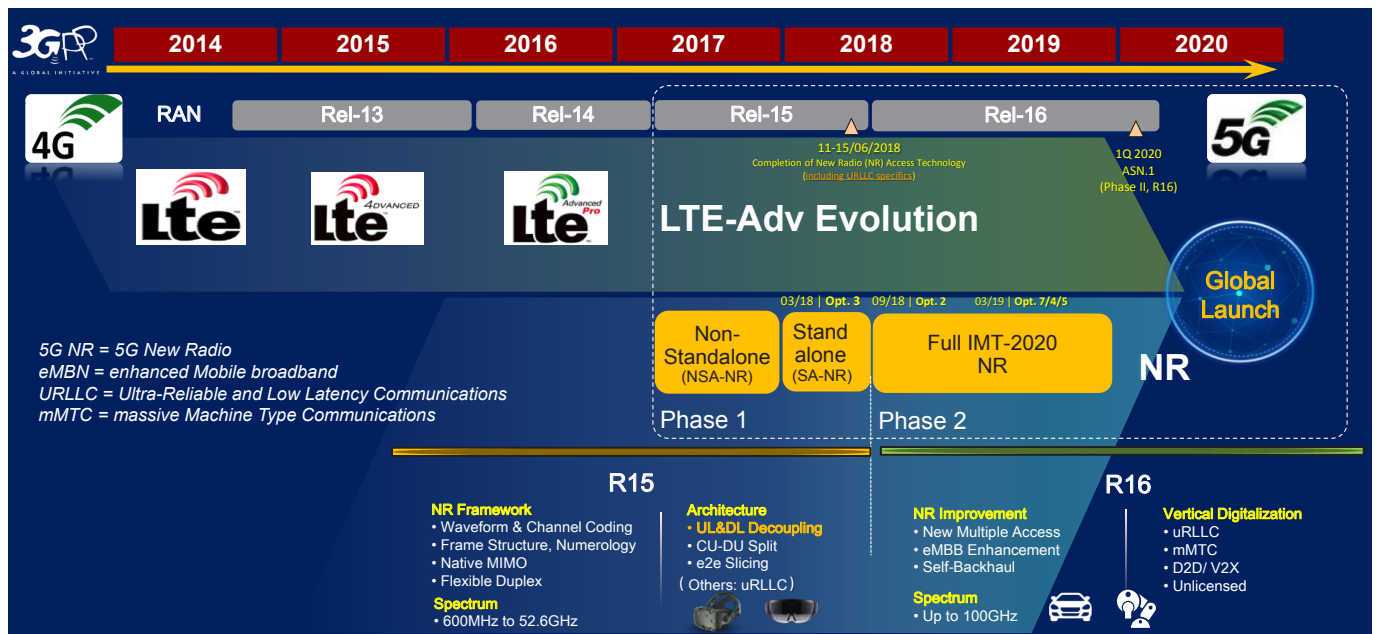 3GPP
A GLOBAL INITIATIVE
2014
2015
2016
2017
2018
2019
2020
4G
RAN
Rel-13
Rel-14
Rel-15
Rel-16
5G
11-15/06/2018
Completion of New Radio (NR) Access Technology
(including URLLC specifics)
1Q 2020
ASN.1
(Phase II, R16)
Lte
Lte
4DVANCED
Lte
Advanced
Pro
LTE-Adv Evolution
Global
Launch
03/18 | Opt. 3
09/18 | Opt. 2
03/19 | Opt. 7/4/5
Non-
Standalone
(NSA-NR)
Stand
alone
(SA-NR)
Full IMT-2020
NR
NR
5G NR = 5G New Radio
eMBN = enhanced Mobile broadband
URLLC = Ultra-Reliable and Low Latency Communications
mMTC = massive Machine Type Communications
Phase 1
Phase 2
R15
NR Framework
• Waveform & Channel Coding
• Frame Structure, Numerology
• Native MIMO
• Flexible Duplex
Spectrum
• 600MHz to 52.6GHz
Architecture
• UL&DL Decoupling
• CU-DU Split
• e2e Slicing
( Others: uRLLC )
R16
NR Improvement
• New Multiple Access
• eMBB Enhancement
• Self-Backhaul
Spectrum
• Up to 100GHz
Vertical Digitalization
• uRLLC
• mMTC
• D2D/ V2X
• Unlicensed